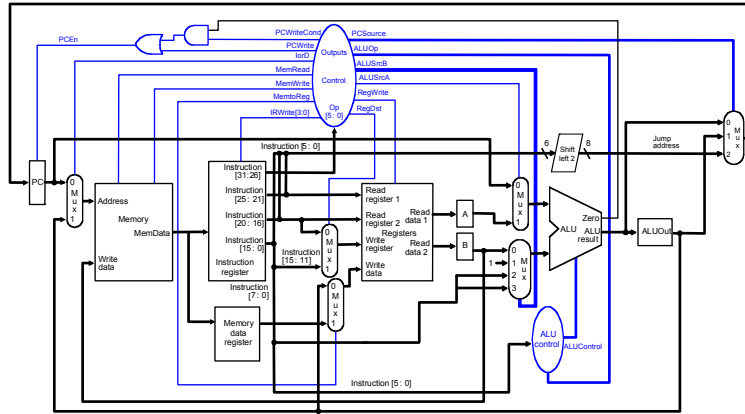 PCWriteCond
PCSource
PCEn
PCWrite
Outputs
ALUOp
IorD
ALUSrcB
MemRead
Control
ALUSrcA
MemWrite
RegWrite
MemtoReg
Op
[5 : 0]
RegDst
IRWrite[3:0]
Instruction [5 : 0]
6
Shift
left 2
8
Jump
address
0
1
2
M
u
x
PC
0
M
u
x
1
Address
Memory
MemData
Write
data
Instruction
[31:26]
Instruction
[25 : 21]
Instruction
[20 : 16]
Instruction
[15 : 0]
Instruction
register
Instruction
[7 : 0]
Instruction
[15 : 11]
0
M
u
x
1
Read
register 1
Read
register 2
Registers
Write
register
Write
data
Read
data 1
Read
data 2
A
B
0
M
u
x
1
0
1
1
2
3
M
u
x
Zero
ALU
ALU
result
ALUOut
0
M
u
x
1
Memory
data
register
ALU
control
ALUControl
Instruction [5 : 0]